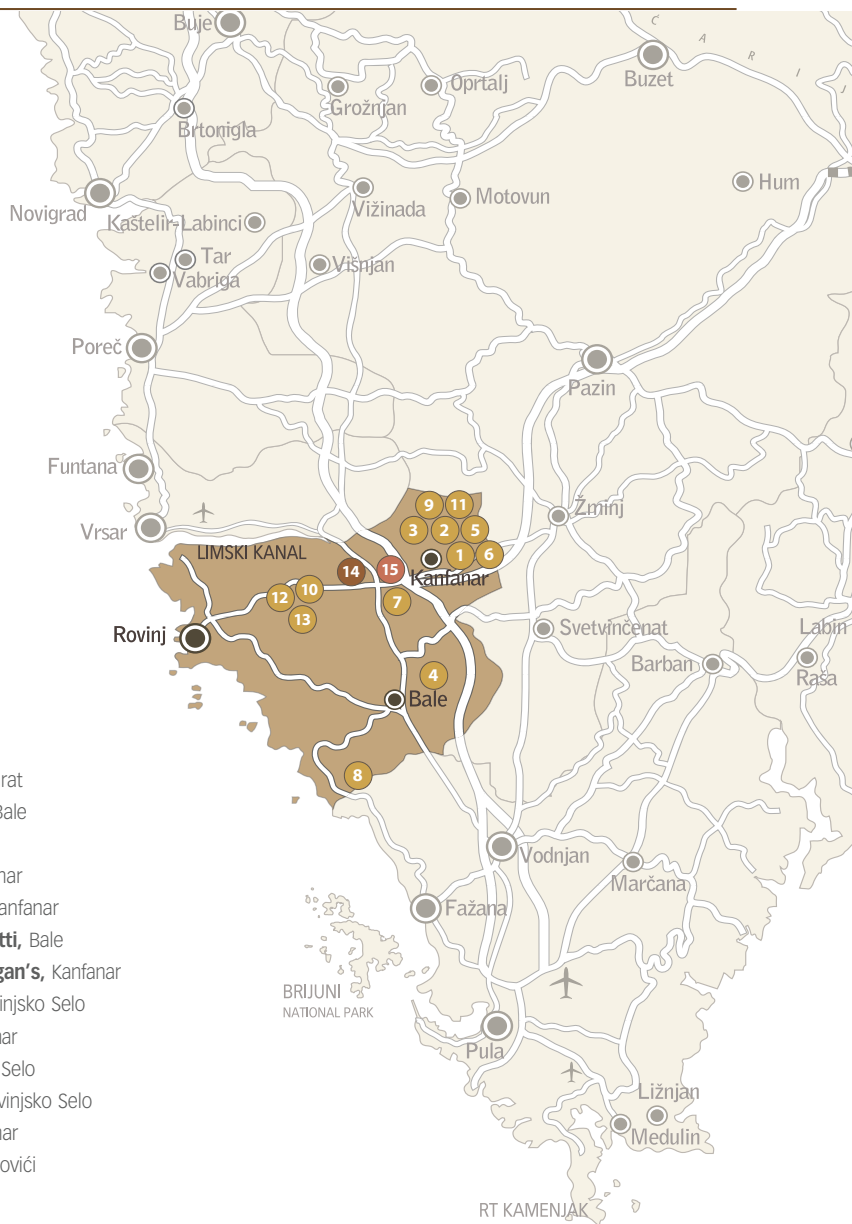 C
A
R
I
J
Buje
Buzet
Oprtalj
Grožnjan
Brtonigla
Hum
Novigrad
Vižinada
Motovun
Kaštelir-Labinci
Tar
Vabriga
Višnjan
Poreč
Pazin
Funtana
9 11
Žminj
Vrsar
3 2 5
LIMSKI KANAL
1 6
14 15
Kanfanar
12 10
7
13
Rovinj
Svetvinčenat
Labin
Barban
Raša
4
Bale
8
rat
Bale
Vodnjan
Marčana
nar
anfanar
Fažana
tti, Bale
gan's, Kanfanar
BRIJUNI
NATIONAL PARK
injsko Selo
Pula
nar
Selo
vinjsko Selo
Ližnjan
Medulin
nar
ovići
RT KAMENJAK